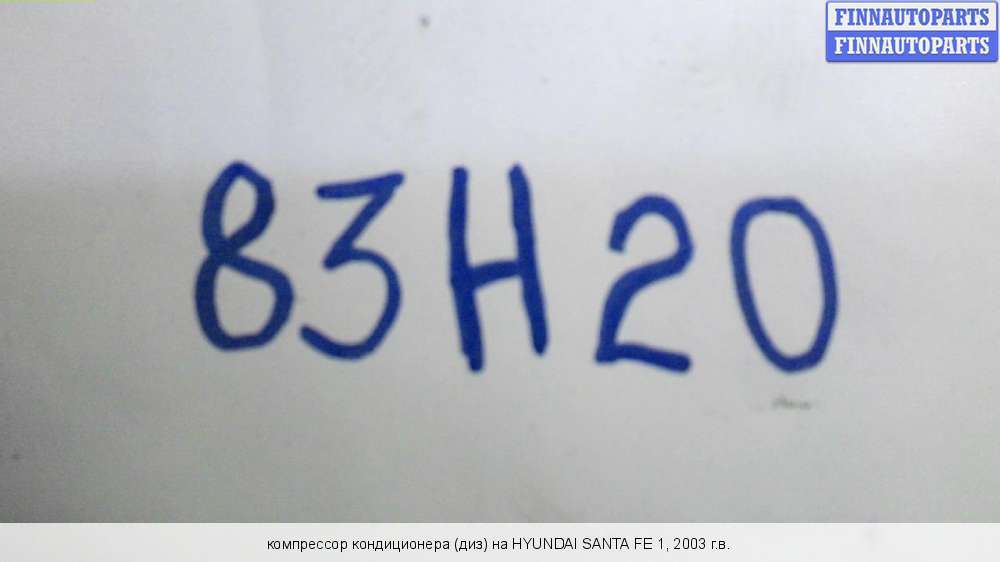 FINNAUTOPARTS
FINNAUTOPARTS
83H20
компрессор кондиционера (диз) на HYUNDAI SANTA FE 1, 2003 г.в.